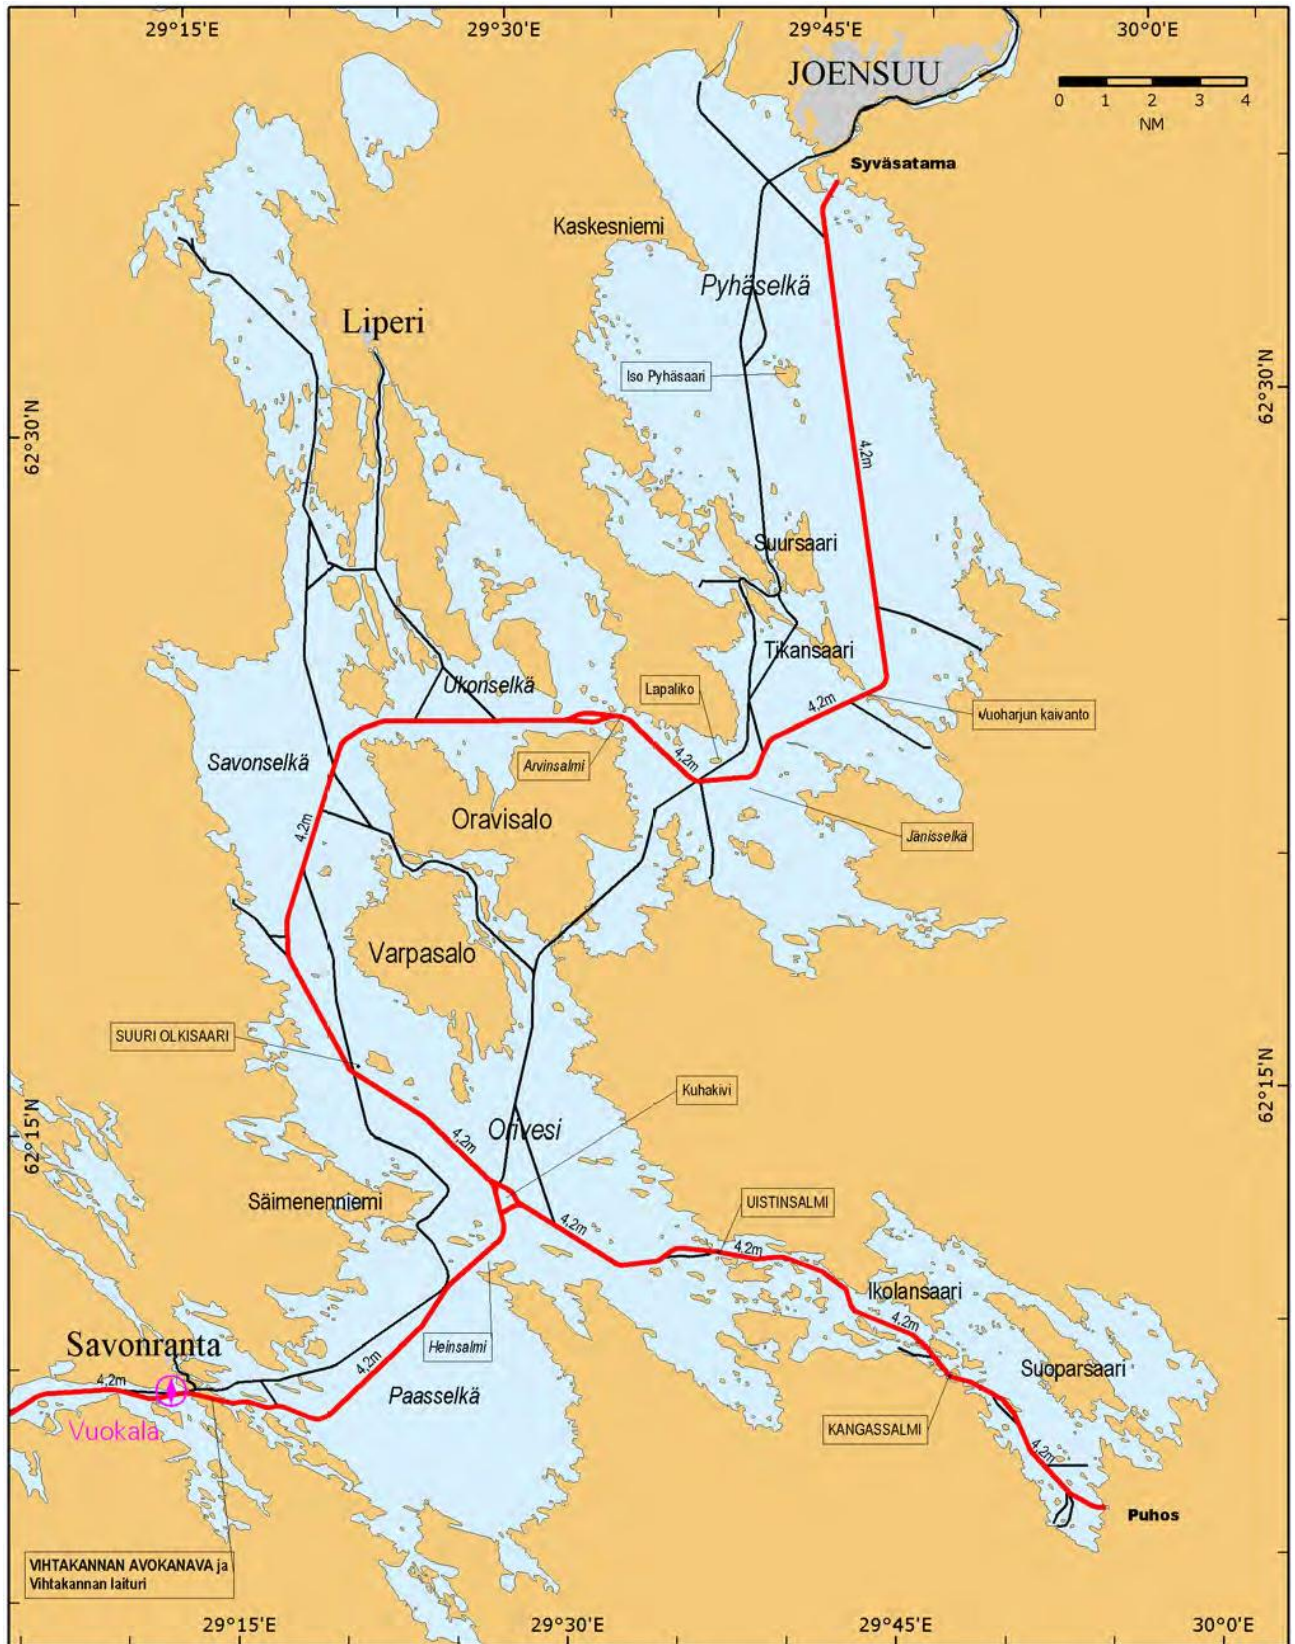 29°15'E
29°30'E
29°45'E
30°0'E
JOENSUU
0 1 2 3 4
NM
Syväsatama
Kaskesniemi
Pyhäselkä
Liperi
Iso Pyhäsaari
62°30'N
62°30'N
4,2m
Suursaari
Tikansaari
Ukonselkä
Lapaliko
4,2m
Vuoharjun kaivanto
Savonselkä
Arvinsalmi
4,2m
4,2m
Oravisalo
Jänisselkä
Varpasalo
SUURI OLKISAARI
Kuhakivi
62°15'N
62°15'N
4,2m
Orivesi
Säimenenniemi
UISTINSALMI
4,2m
4,2m
Ikolansaari
4,2m
Savonranta
Heinsalmi
4,2m
Suoparsaari
4,2m
Paasselkä
Vuokala
KANGASSALMI
4,2m
Puhos
VIHTAKANNAN AVOKANAVA ja
Vihtakannan laituri
29°15'E
29°30'E
29°45'E
30°0'E